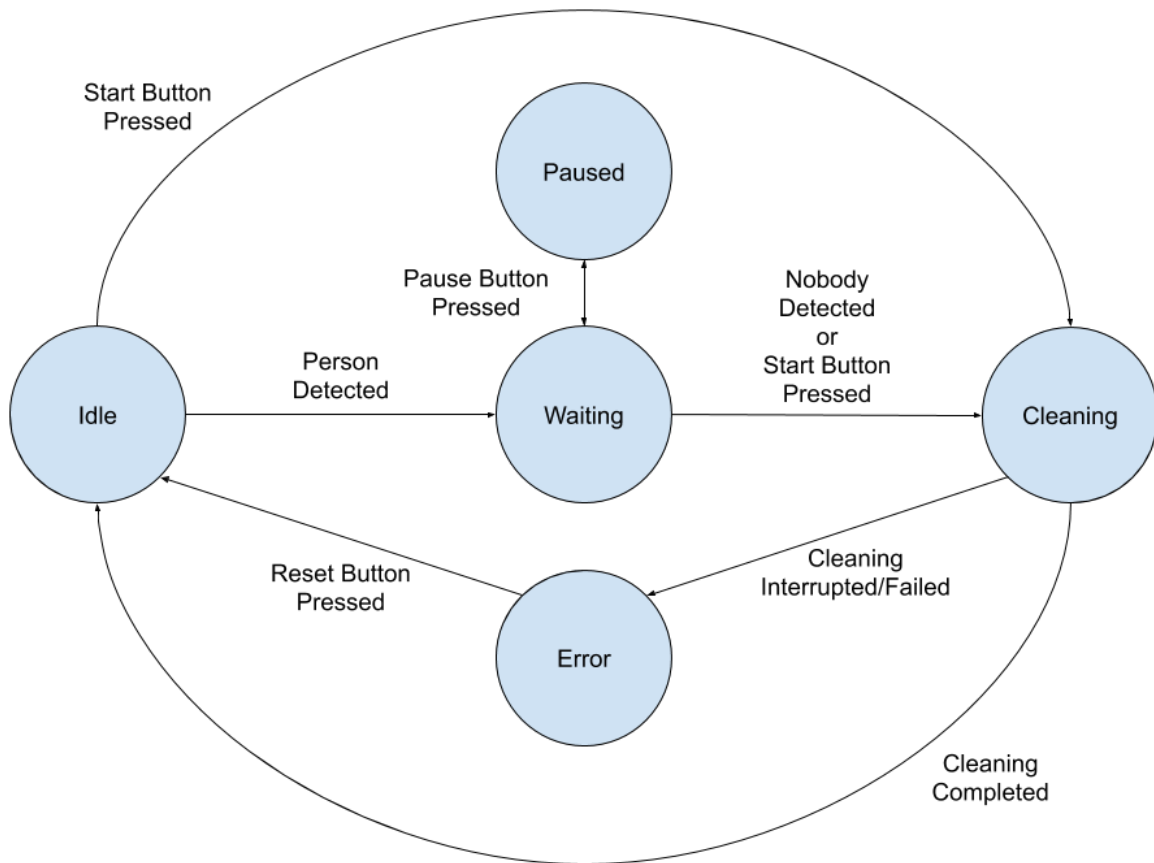 Start Button
Pressed
Paused
Pause Button
Pressed
Nobody
Detected
or
Start Button
Pressed
Person
Detected
Idle
Waiting
Cleaning
Reset Button
Pressed
Cleaning
Interrupted/Failed
Error
Cleaning
Completed